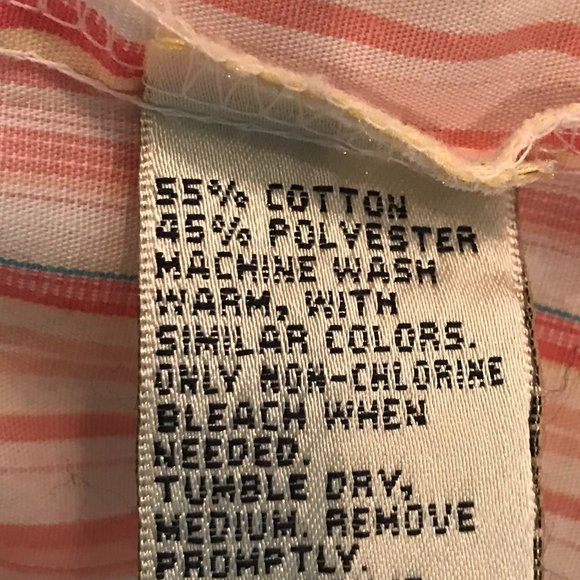 55% COTTON
45% POLYESTER
MACHINE WASH
WARM, WITH
SIMILAR COLORS.
ONLY NON-CHLORINE
BLEACH WHEN
NEEDED.
TUMBLE DRY,
MEDIUM. REMOVE
PROMPTLY.